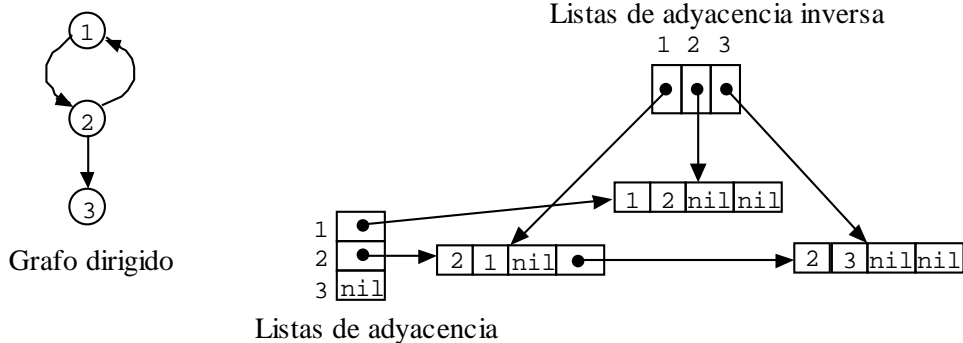 Listas de adyacencia inversa
1 2 3
1
2
3
Grafo dirigido
1 2 nil nil
1
2
3 nil
2 1 nil
2 3 nil nil
Listas de adyacencia